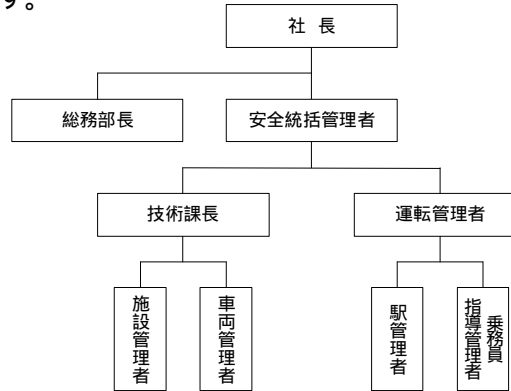 す。
社 長
総務部長
安全統括管理者
技術課長
運転管理者
施設管理者
車両管理者
駅管理者
乗務員
指導管理者